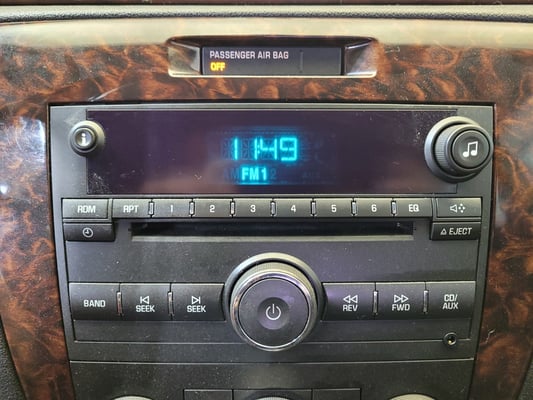 PASSENGER AIR BAG
OFF
11:49
FM1
RDM RPT 1 2 3 4 5 6 EQ
EJECT
BAND SEEK SEEK REV FWD CD/AUX